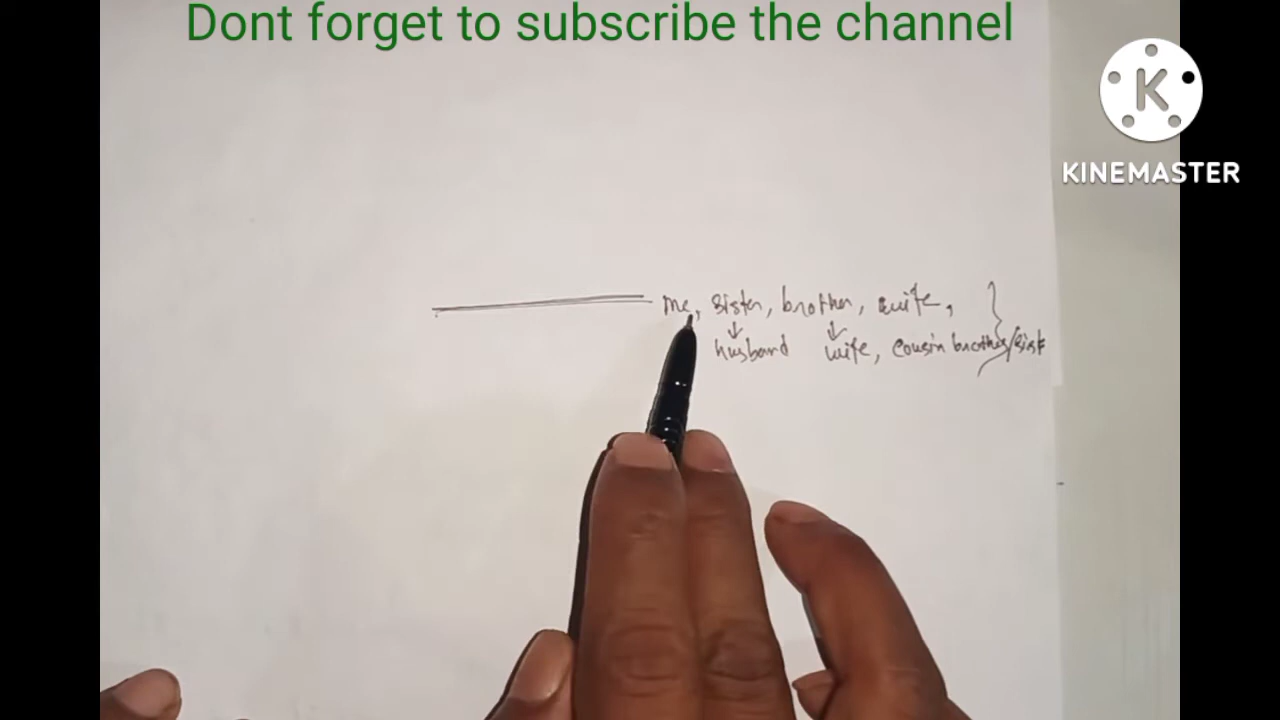 Dont forget to subscribe the channel
KINEMASTER
me, sister, brother, wife,
husband wife, cousin brother/sist